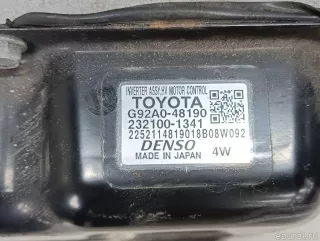 INVERTER ASSY,HV MOTOR CONTROL
TOYOTA
G92A0-48190
232100-1341
2252114819018B08W092
DENSO 4W
MADE IN JAPAN